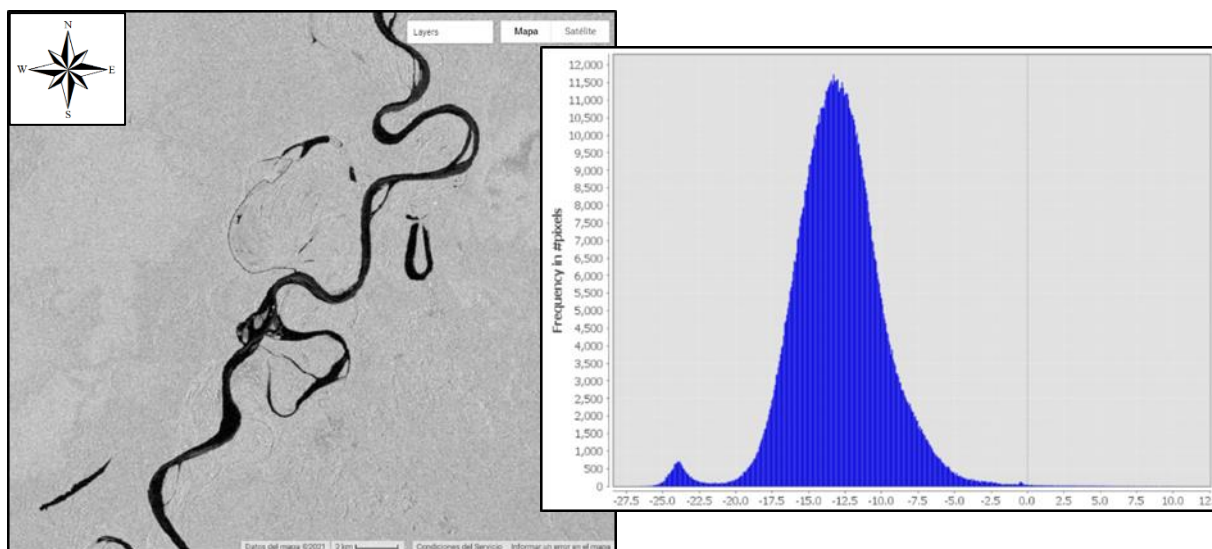 N
W E
S
Layers
Mapa
Satélite
Datos del mapa ©2021
2 km
Condiciones del Servicio
Informar un error en el mapa
Frequency in #pixels
12,000
11,500
11,000
10,500
10,000
9,500
9,000
8,500
8,000
7,500
7,000
6,500
6,000
5,500
5,000
4,500
4,000
3,500
3,000
2,500
2,000
1,500
1,000
500
0
-27.5 -25.0 -22.5 -20.0 -17.5 -15.0 -12.5 -10.0 -7.5 -5.0 -2.5 0.0 2.5 5.0 7.5 10.0 12